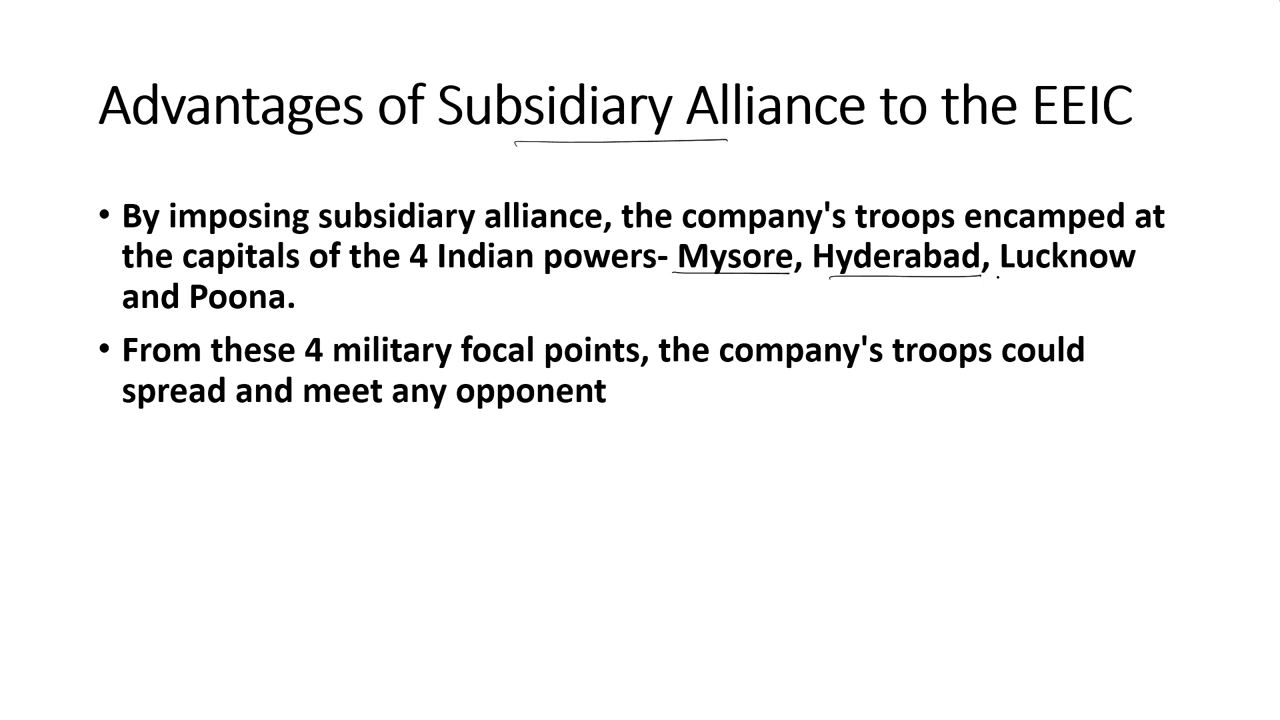 Advantages of Subsidiary Alliance to the EEIC
• By imposing subsidiary alliance, the company's troops encamped at
the capitals of the 4 Indian powers- Mysore, Hyderabad, Lucknow
and Poona.
• From these 4 military focal points, the company's troops could
spread and meet any opponent